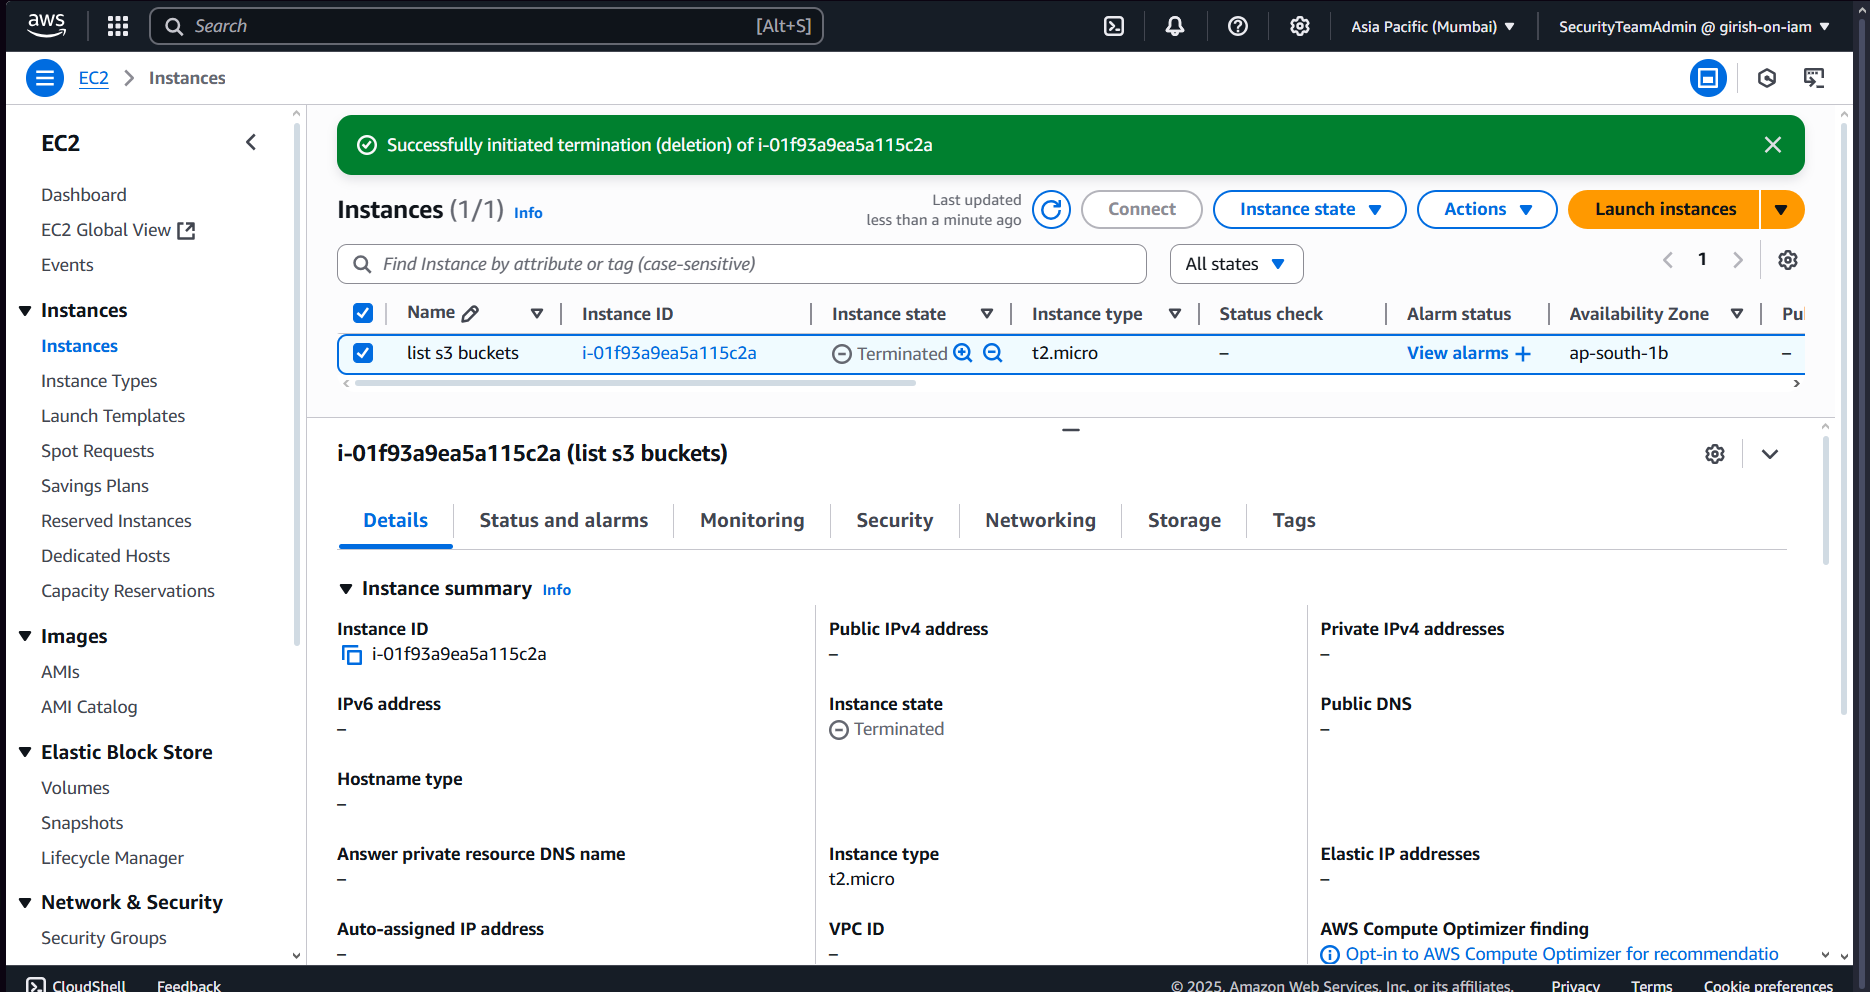 aws
Search [Alt+S]
Asia Pacific (Mumbai)
SecurityTeamAdmin @ girish-on-iam
EC2 Instances
EC2
Dashboard
EC2 Global View
Events
Instances
Instances
Instance Types
Launch Templates
Spot Requests
Savings Plans
Reserved Instances
Dedicated Hosts
Capacity Reservations
Images
AMIs
AMI Catalog
Elastic Block Store
Volumes
Snapshots
Lifecycle Manager
Network & Security
Security Groups
Successfully initiated termination (deletion) of i-01f93a9ea5a115c2a
Instances (1/1) Info
Last updated
less than a minute ago
Connect
Instance state
Actions
Launch instances
Find Instance by attribute or tag (case-sensitive)
All states
1
Name Instance ID Instance state Instance type Status check Alarm status Availability Zone Pu
list s3 buckets i-01f93a9ea5a115c2a Terminated t2.micro – View alarms + ap-south-1b –
i-01f93a9ea5a115c2a (list s3 buckets)
Details Status and alarms Monitoring Security Networking Storage Tags
Instance summary Info
Instance ID
i-01f93a9ea5a115c2a
Public IPv4 address
–
Private IPv4 addresses
–
IPv6 address
–
Instance state
Terminated
Public DNS
–
Hostname type
–
Answer private resource DNS name
–
Instance type
t2.micro
Elastic IP addresses
–
Auto-assigned IP address
–
VPC ID
–
AWS Compute Optimizer finding
Opt-in to AWS Compute Optimizer for recommendatio
CloudShell Feedback
© 2025, Amazon Web Services, Inc. or its affiliates. Privacy Terms Cookie preferences